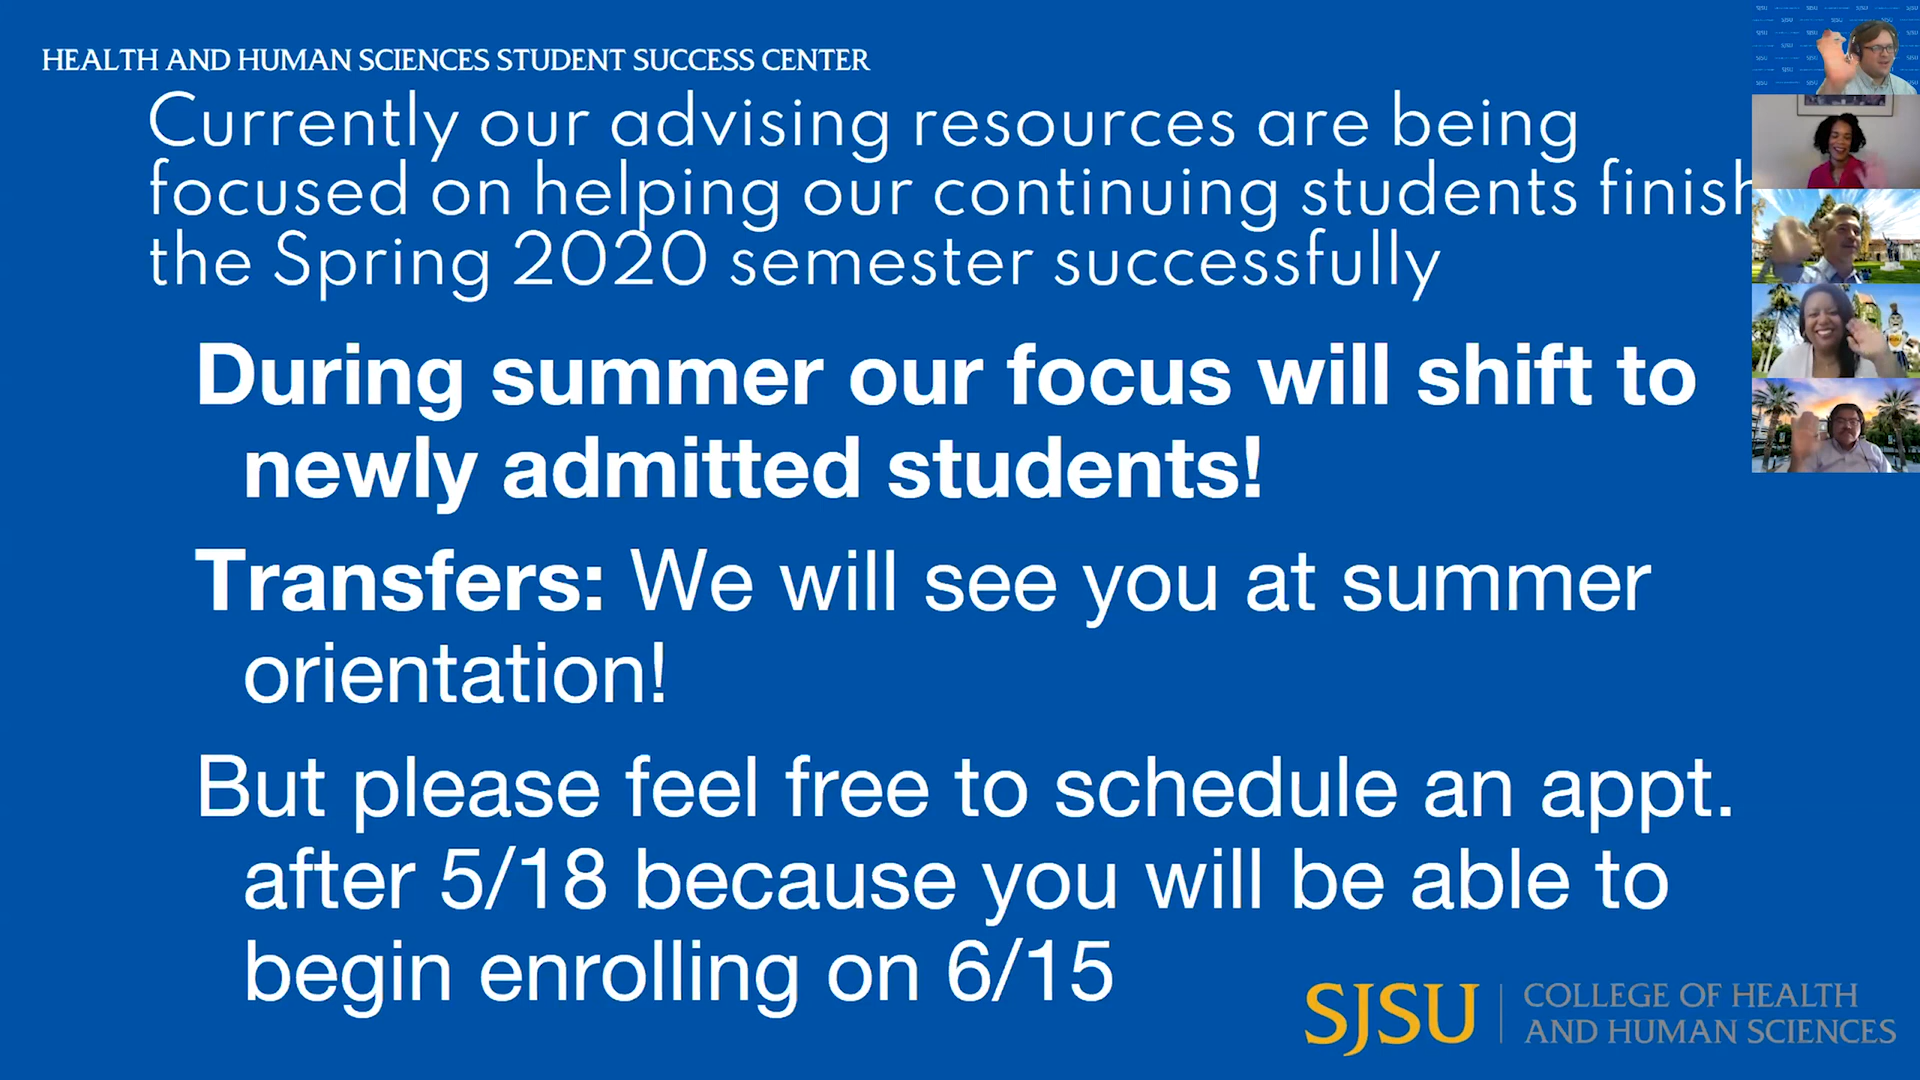 HEALTH AND HUMAN SCIENCES STUDENT SUCCESS CENTER
Currently our advising resources are being
focused on helping our continuing students finish
the Spring 2020 semester successfully
During summer our focus will shift to
newly admitted students!
Transfers: We will see you at summer
orientation!
But please feel free to schedule an appt.
after 5/18 because you will be able to
begin enrolling on 6/15
SJSU
COLLEGE OF HEALTH
AND HUMAN SCIENCES